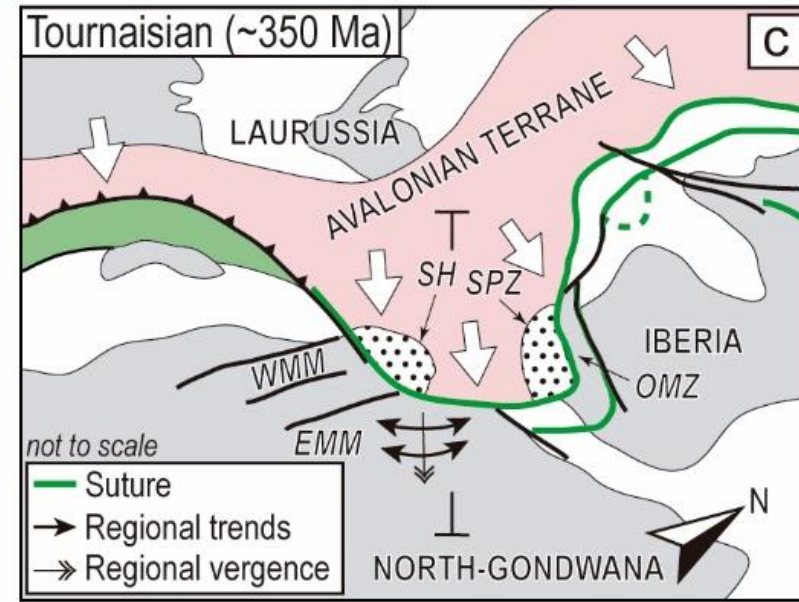 Tournaisian (~350 Ma)
C
LAURUSSIA
AVALONIAN TERRANE
SH
SPZ
IBERIA
WMM
OMZ
EMM
not to scale
Suture
Regional trends
Regional vergence
N
NORTH-GONDWANA